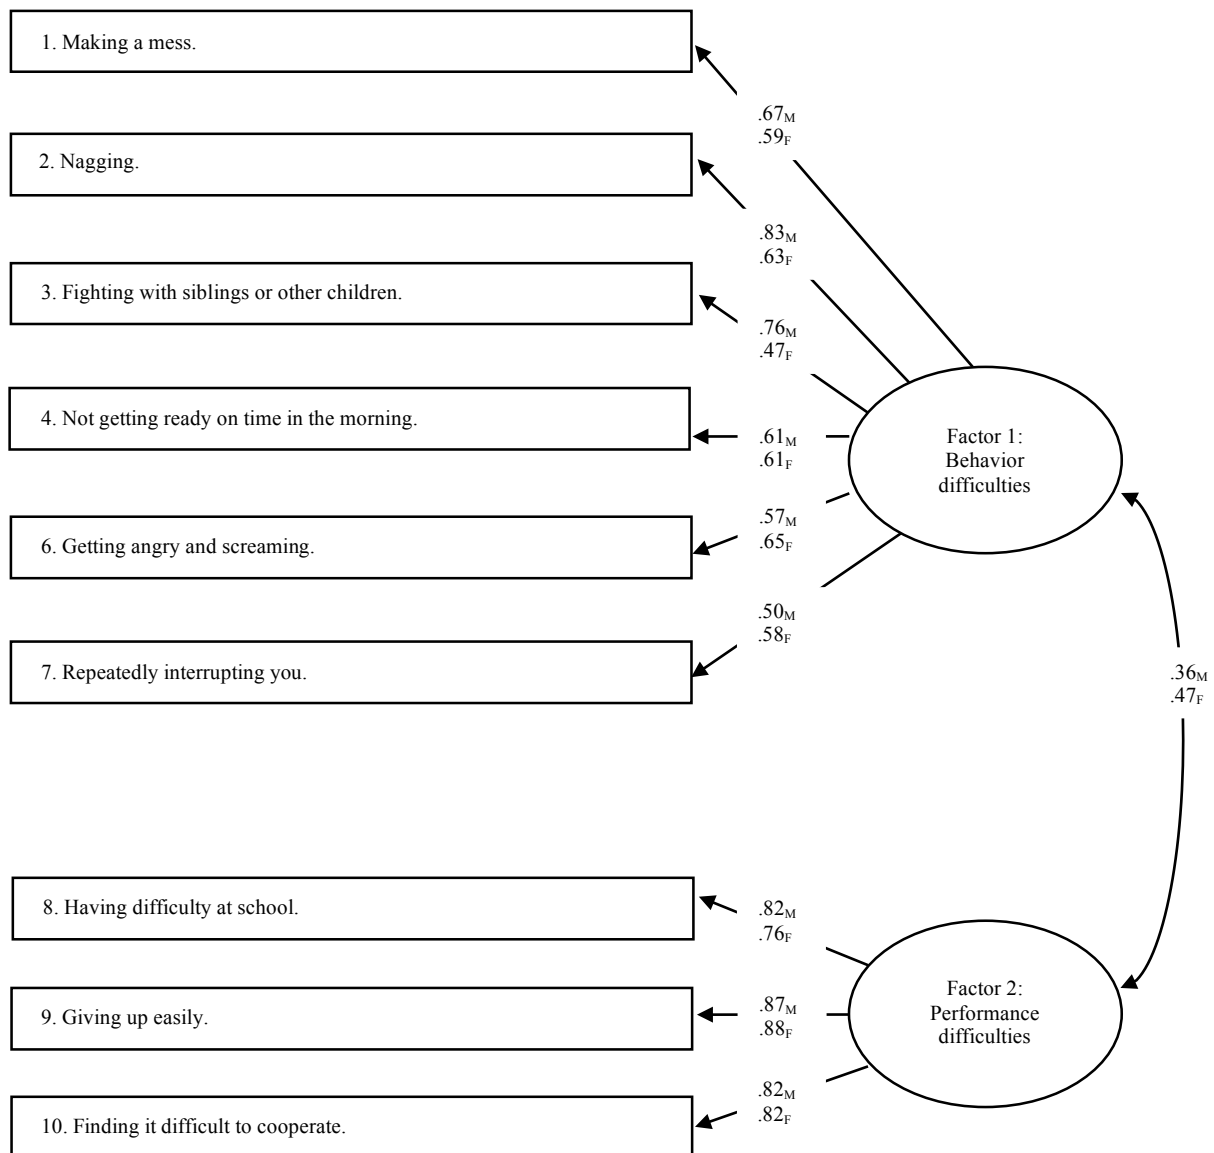 1. Making a mess.
.67M
.59F
2. Nagging.
.83M
.63F
3. Fighting with siblings or other children.
.76M
.47F
4. Not getting ready on time in the morning.
.61M
.61F
Factor 1:
Behavior
difficulties
6. Getting angry and screaming.
.57M
.65F
7. Repeatedly interrupting you.
.50M
.58F
.36M
.47F
8. Having difficulty at school.
.82M
.76F
9. Giving up easily.
.87M
.88F
Factor 2:
Performance
difficulties
10. Finding it difficult to cooperate.
.82M
.82F